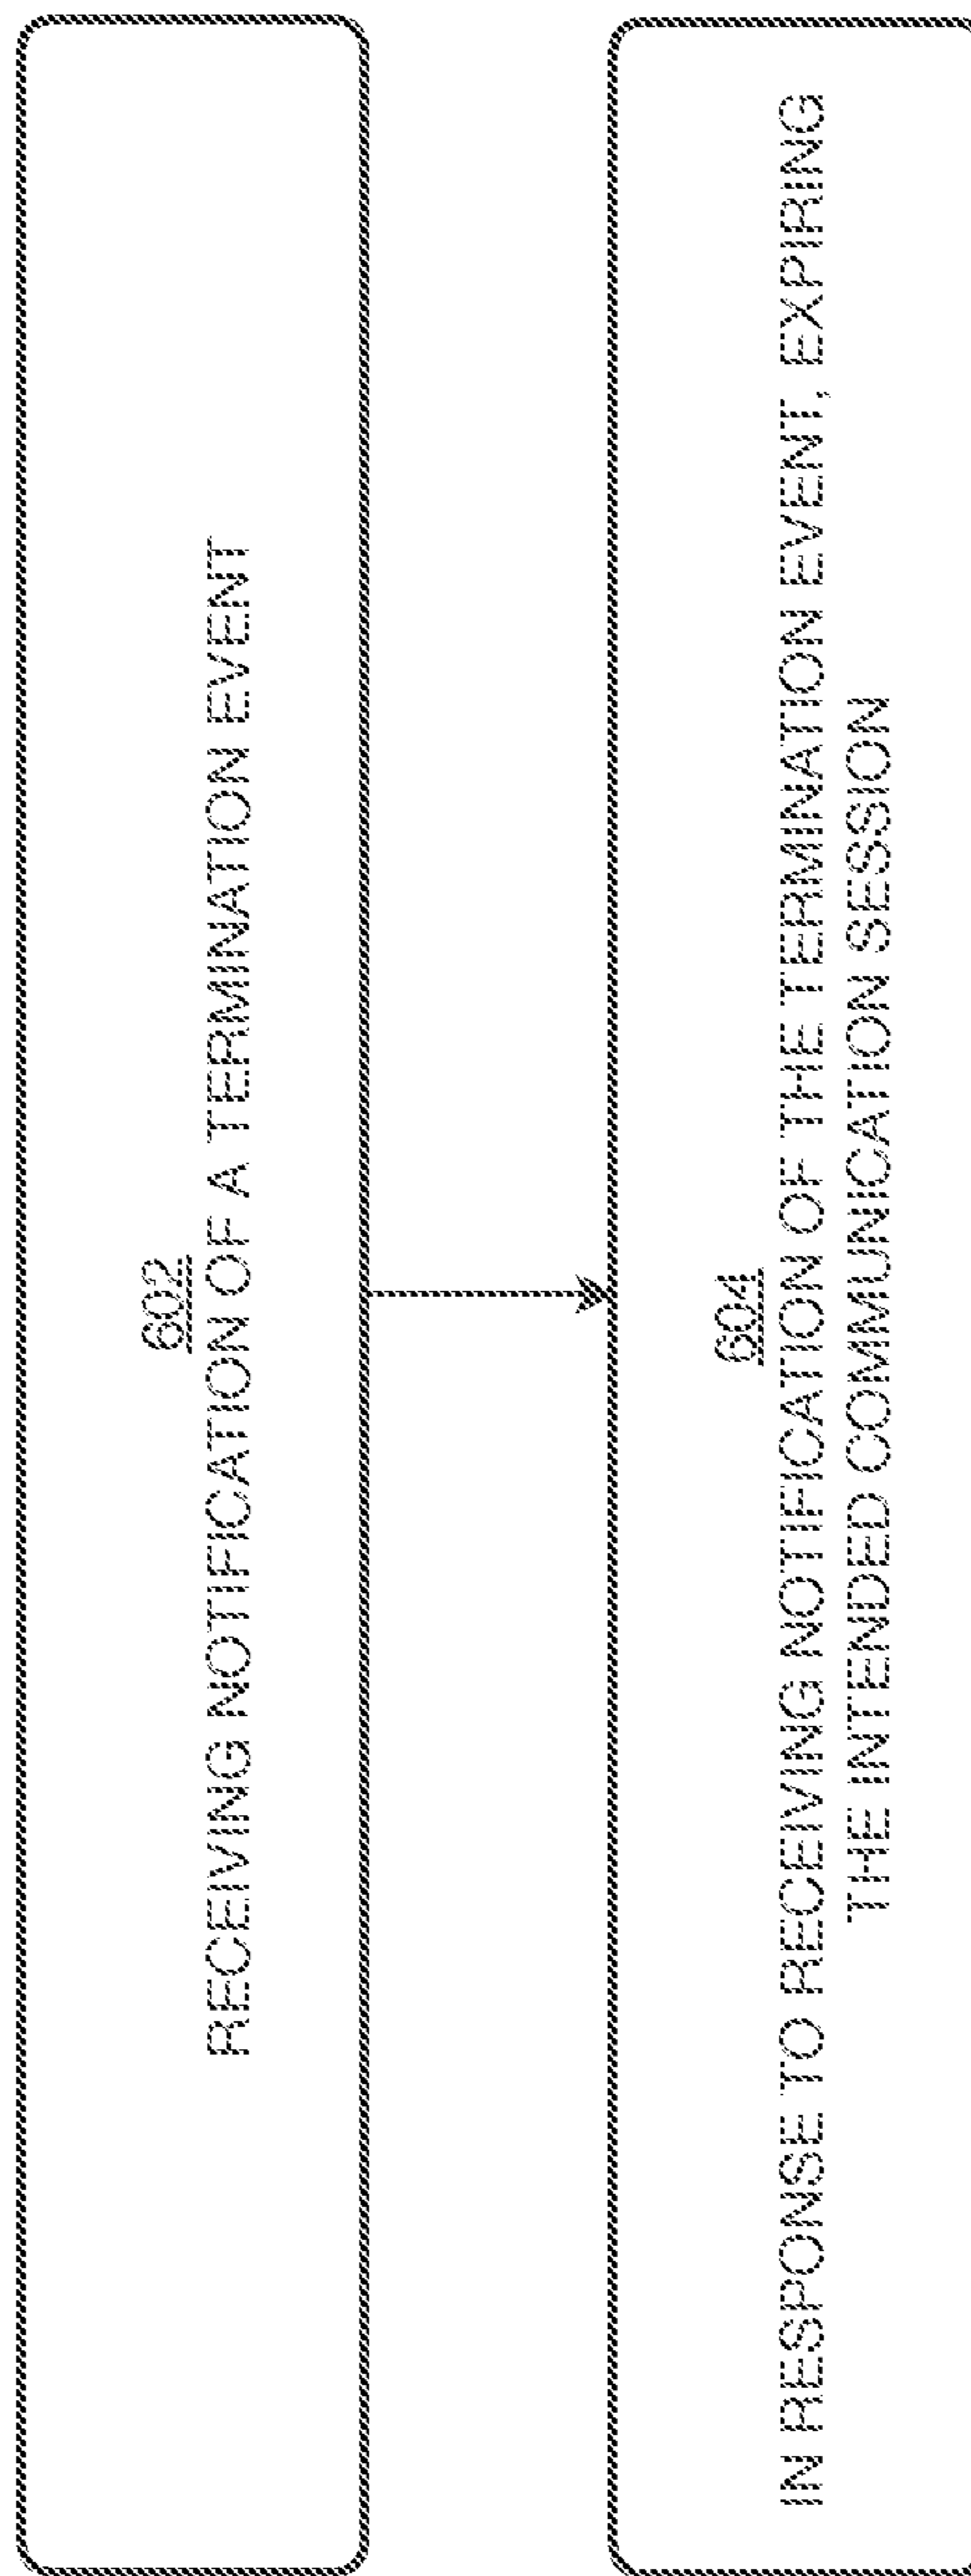 602
RECEIVING NOTIFICATION OF A TERMINATION EVENT
604
IN RESPONSE TO RECEIVING NOTIFICATION OF THE TERMINATION EVENT, EXPIRING
THE INTENDED COMMUNICATION SESSION